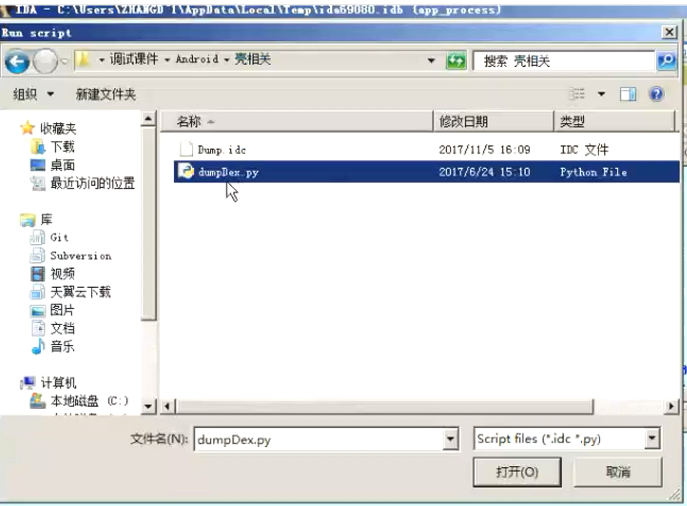 IDA - C:\Users\ZHANGD~1\AppData\Local\Temp\ida69080.idb (app_process)
Run script
调试课件 Android 壳相关
搜索 壳相关
组织 新建文件夹
收藏夹
下载
桌面
最近访问的位置
库
Git
Subversion
视频
天翼云下载
图片
文档
音乐
计算机
本地磁盘 (C:)
名称 修改日期 类型
Dump.idc 2017/11/5 16:09 IDC 文件
dumpDex.py 2017/6/24 15:10 Python File
文件名(N): dumpDex.py Script files (*.idc *.py)
打开(O) 取消